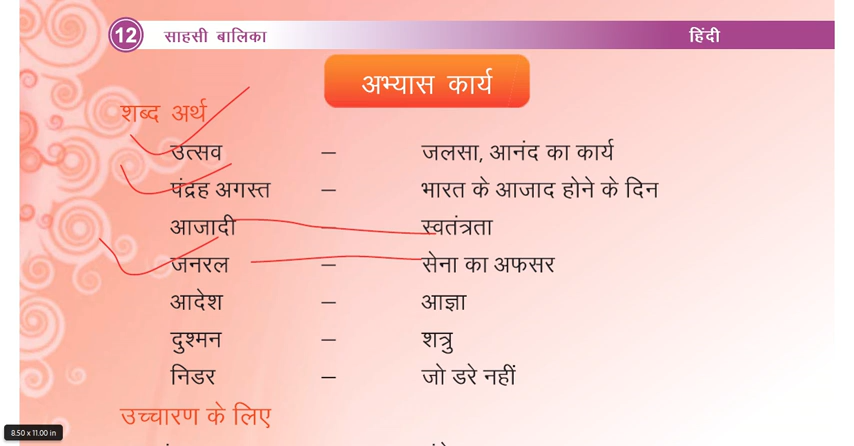 12 साहसी बालिका हिंदी
अभ्यास कार्य
शब्द अर्थ
उत्सव – जलसा, आनंद का कार्य
पंद्रह अगस्त – भारत के आजाद होने के दिन
आजादी – स्वतंत्रता
जनरल – सेना का अफसर
आदेश – आज्ञा
दुश्मन – शत्रु
निडर – जो डरे नहीं
उच्चारण के लिए
8.50 x 11.00 in